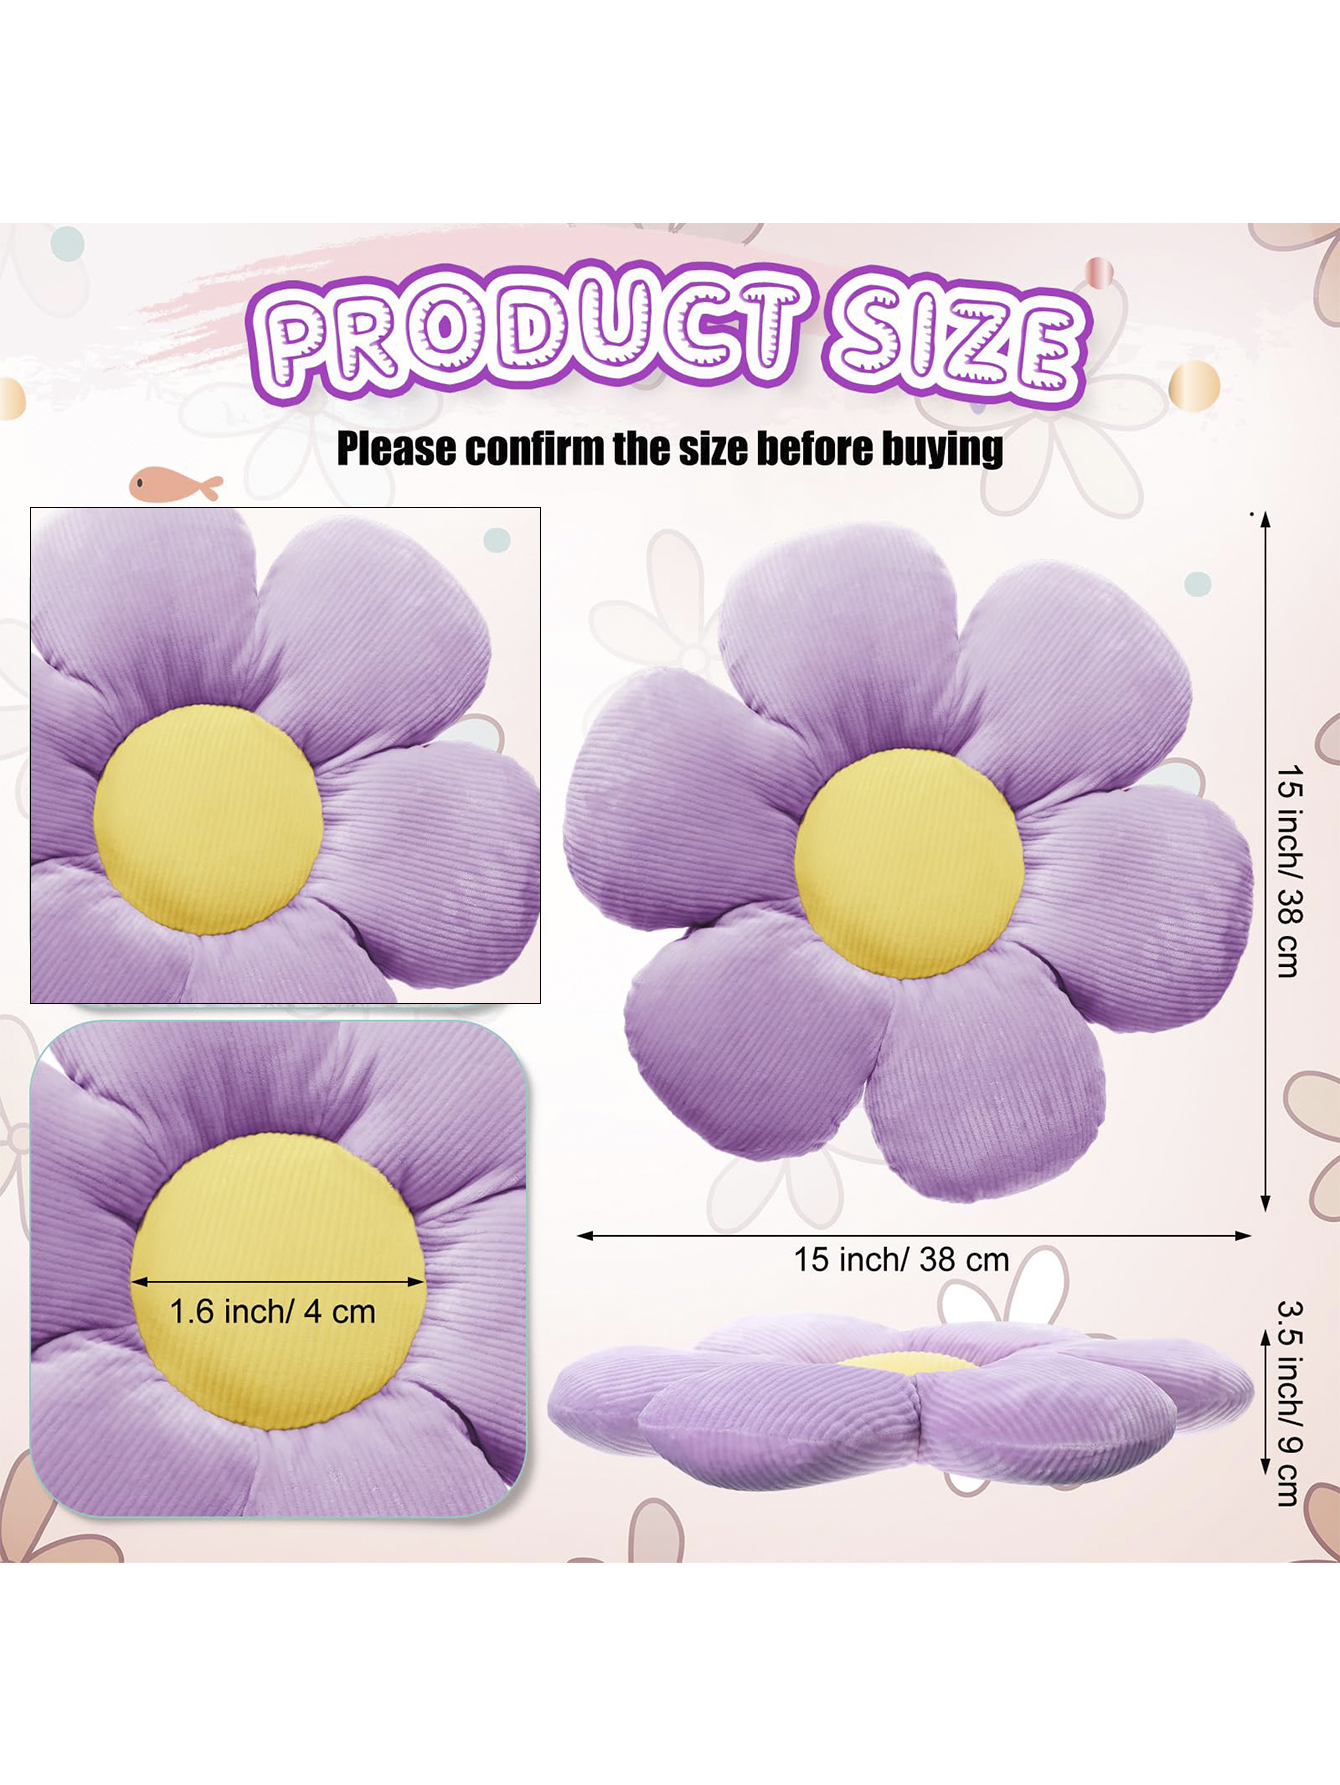 PRODUCT SIZE
Please confirm the size before buying
15 inch/ 38 cm
15 inch/ 38 cm
1.6 inch/ 4 cm
3.5 inch/ 9 cm